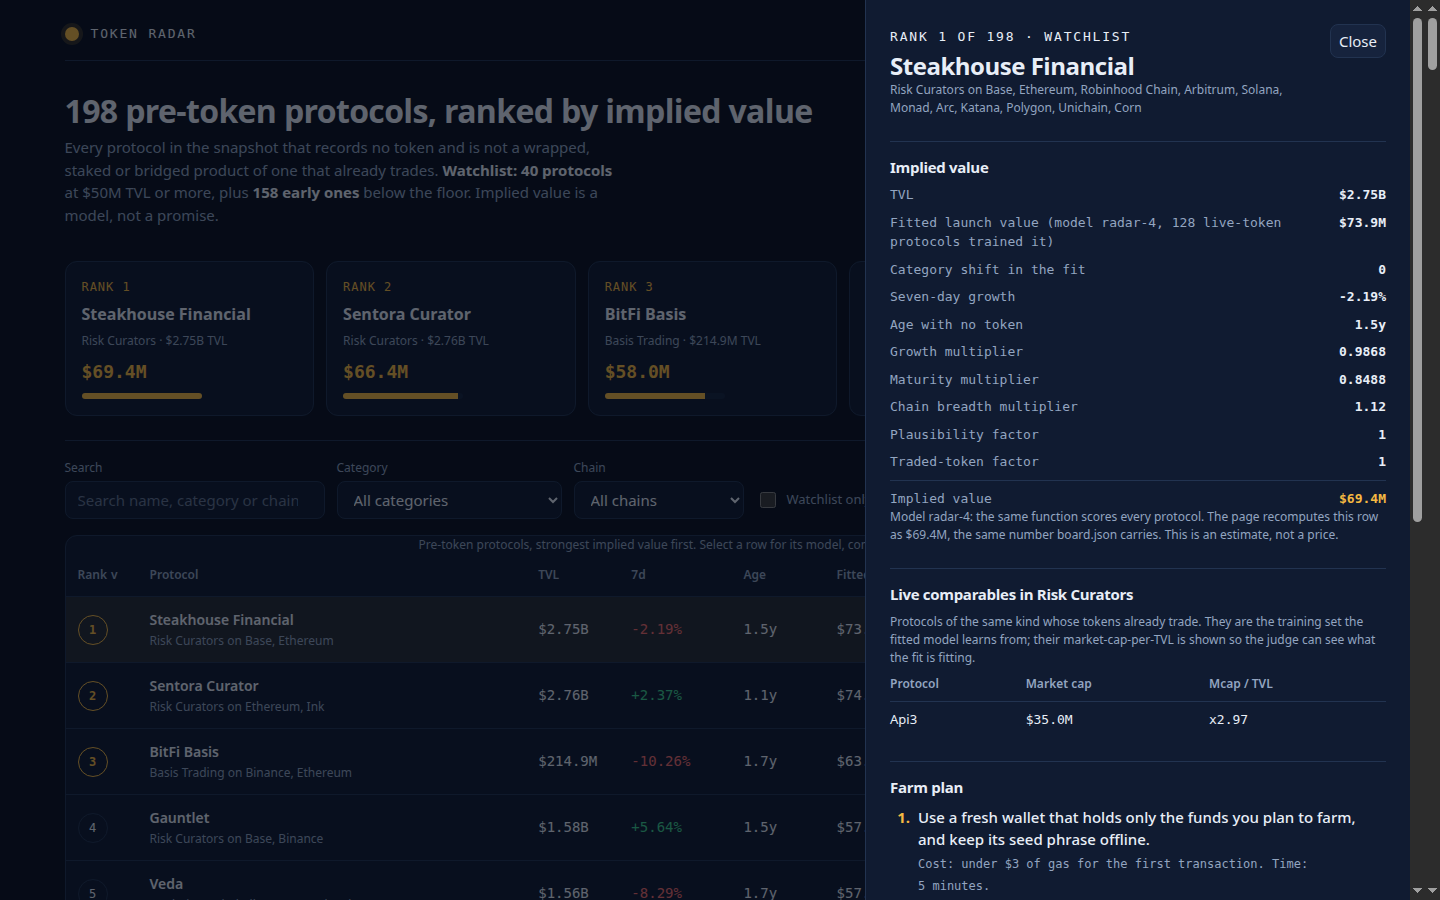 TOKEN RADAR
198 pre-token protocols, ranked by implied value
Every protocol in the snapshot that records no token and is not a wrapped,
staked or bridged product of one that already trades. Watchlist: 40 protocols
at $50M TVL or more, plus 158 early ones below the floor. Implied value is a
model, not a promise.
RANK 1
Steakhouse Financial
Risk Curators · $2.75B TVL
$69.4M
RANK 2
Sentora Curator
Risk Curators · $2.76B TVL
$66.4M
RANK 3
BitFi Basis
Basis Trading · $214.9M TVL
$58.0M
Search
Category
Chain
Search name, category or chain
All categories
All chains
Watchlist onl
Pre-token protocols, strongest implied value first. Select a row for its model, cor
Rank v Protocol TVL 7d Age Fitte
1 Steakhouse Financial $2.75B -2.19% 1.5y $73
Risk Curators on Base, Ethereum
2 Sentora Curator $2.76B +2.37% 1.1y $74
Risk Curators on Ethereum, Ink
3 BitFi Basis $214.9M -10.26% 1.7y $63
Basis Trading on Binance, Ethereum
4 Gauntlet $1.58B +5.64% 1.5y $57
Risk Curators on Base, Binance
5 Veda $1.56B -8.29% 1.7y $57
RANK 1 OF 198 · WATCHLIST
Close
Steakhouse Financial
Risk Curators on Base, Ethereum, Robinhood Chain, Arbitrum, Solana,
Monad, Arc, Katana, Polygon, Unichain, Corn
Implied value
TVL $2.75B
Fitted launch value (model radar-4, 128 live-token $73.9M
protocols trained it)
Category shift in the fit 0
Seven-day growth -2.19%
Age with no token 1.5y
Growth multiplier 0.9868
Maturity multiplier 0.8488
Chain breadth multiplier 1.12
Plausibility factor 1
Traded-token factor 1
Implied value $69.4M
Model radar-4: the same function scores every protocol. The page recomputes this row
as $69.4M, the same number board.json carries. This is an estimate, not a price.
Live comparables in Risk Curators
Protocols of the same kind whose tokens already trade. They are the training set the
fitted model learns from; their market-cap-per-TVL is shown so the judge can see what
the fit is fitting.
Protocol Market cap Mcap / TVL
Api3 $35.0M x2.97
Farm plan
1. Use a fresh wallet that holds only the funds you plan to farm,
and keep its seed phrase offline.
Cost: under $3 of gas for the first transaction. Time:
5 minutes.